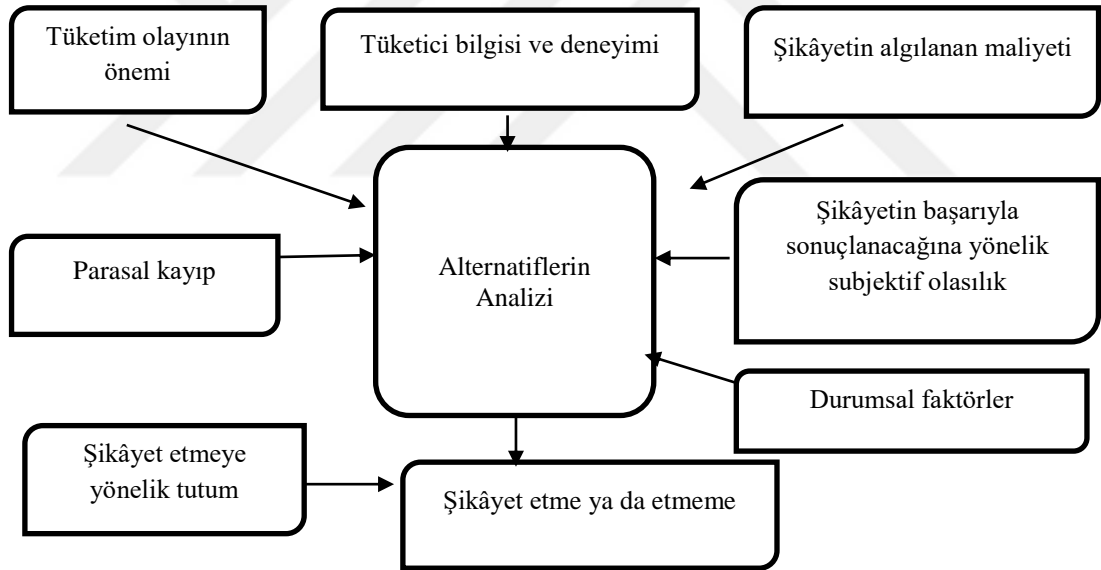 Tüketim olayının
önemi
Tüketici bilgisi ve deneyimi
Şikâyetin algılanan maliyeti
Parasal kayıp
Alternatiflerin
Analizi
Şikâyetin başarıyla
sonuçlanacağına yönelik
subjektif olasılık
Durumsal faktörler
Şikâyet etmeye
yönelik tutum
Şikâyet etme ya da etmeme